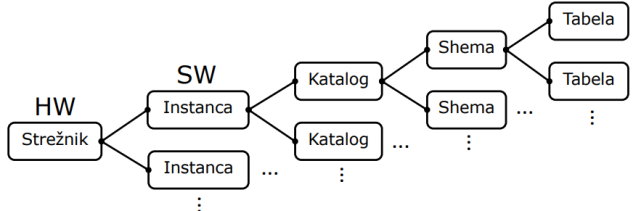 HW
Strežnik
SW
Instanca
Instanca
...
⋮
Katalog
Katalog
...
⋮
Shema
Shema
...
⋮
Tabela
Tabela
⋮